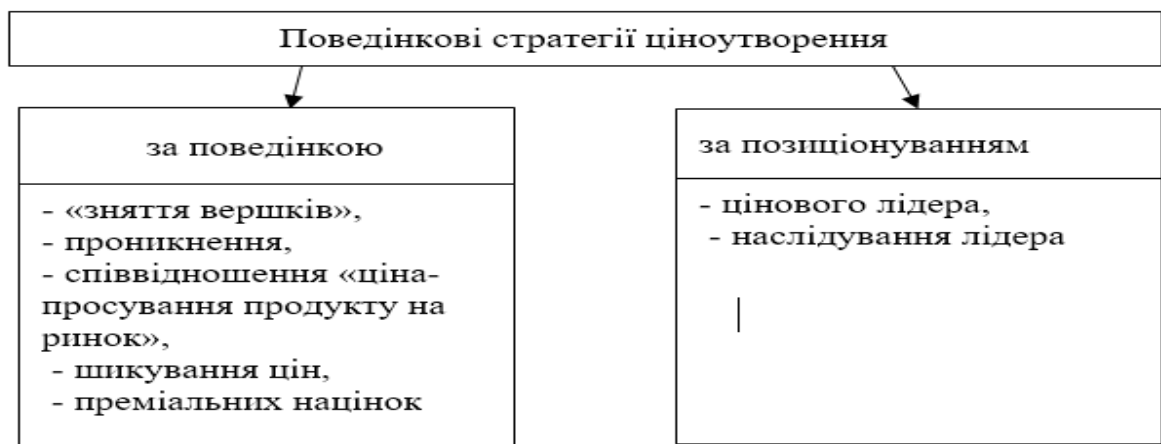 Поведінкові стратегії ціноутворення
за поведінкою
- «зняття вершків»,
- проникнення,
- співвідношення «ціна-
просування продукту на
ринок»,
- шикування цін,
- преміальних націнок
за позиціонуванням
- цінового лідера,
- наслідування лідера